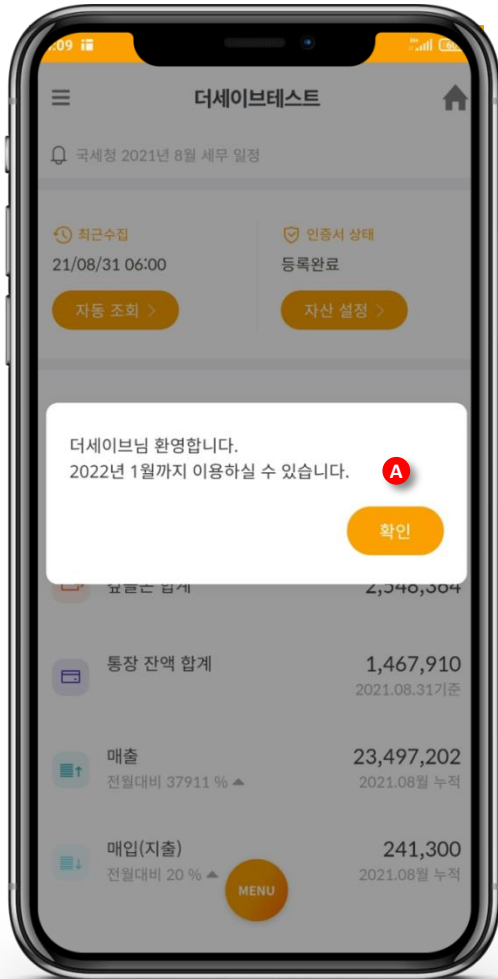 :09
더세이브테스트
국세청 2021년 8월 세무 일정
최근수집
21/08/31 06:00
자동 조회 >
인증서 상태
등록완료
자산 설정 >
더세이브님 환영합니다.
2022년 1월까지 이용하실 수 있습니다.
A
확인
2,548,364
통장 잔액 합계
1,467,910
2021.08.31기준
매출
23,497,202
전월대비 37911 %
2021.08월 누적
매입(지출)
241,300
전월대비 20 %
2021.08월 누적
MENU